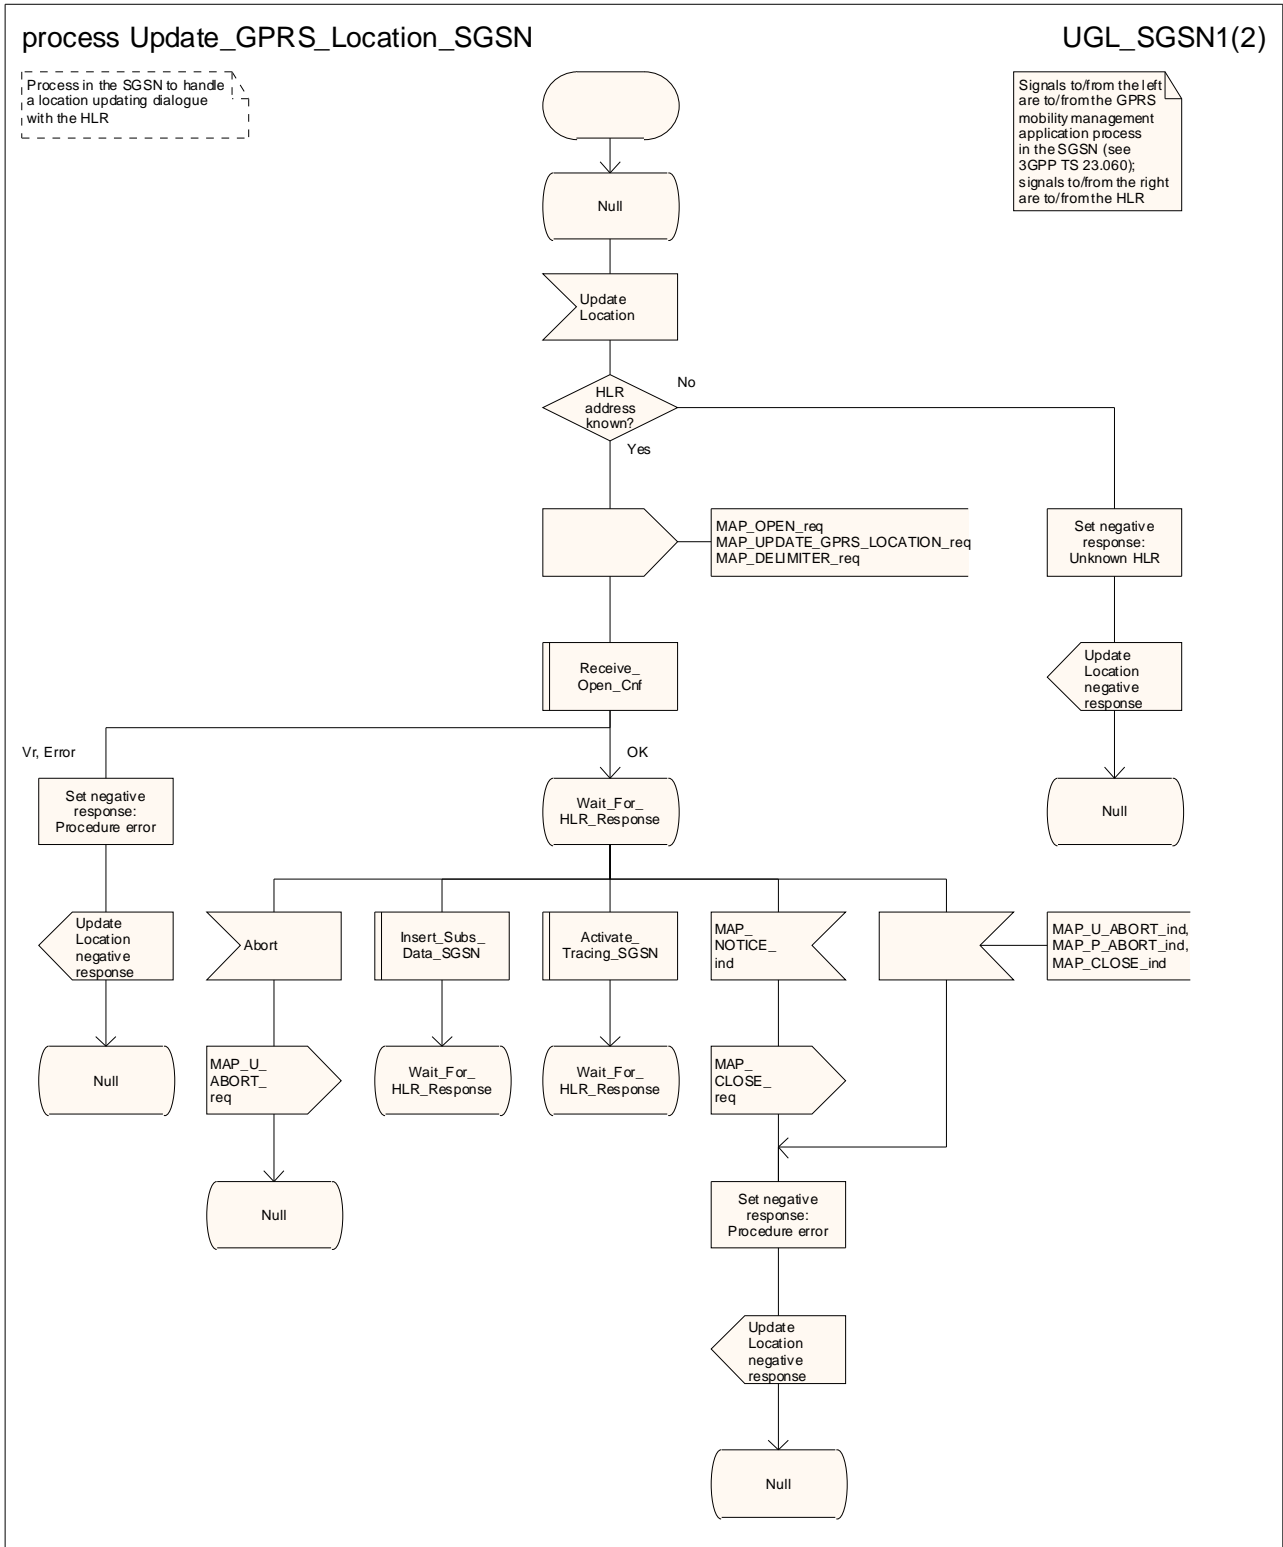 process Update_GPRS_Location_SGSN
UGL_SGSN1(2)
Process in the SGSN to handle
a location updating dialogue
with the HLR
Signals to/from the left
are to/from the GPRS
mobility management
application process
in the SGSN (see
3GPP TS 23.060);
signals to/from the right
are to/from the HLR
Null
Update
Location
HLR
address
known?
No
Yes
MAP_OPEN_req
MAP_UPDATE_GPRS_LOCATION_req
MAP_DELIMITER_req
Set negative
response:
Unknown HLR
Receive_
Open_Cnf
Update
Location
negative
response
Vr, Error
OK
Set negative
response:
Procedure error
Wait_For_
HLR_Response
Null
Update
Location
negative
response
Abort
Insert_Subs_
Data_SGSN
Activate_
Tracing_SGSN
MAP_
NOTICE_
ind
MAP_U_ABORT_ind,
MAP_P_ABORT_ind,
MAP_CLOSE_ind
Null
MAP_U_
ABORT_
req
Wait_For_
HLR_Response
Wait_For_
HLR_Response
MAP_
CLOSE_
req
Null
Set negative
response:
Procedure error
Update
Location
negative
response
Null